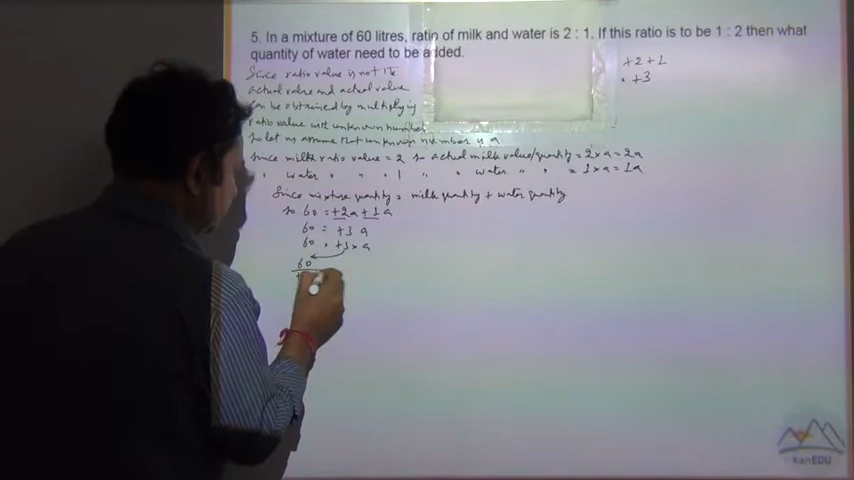 5. In a mixture of 60 litres, ratio of milk and water is 2 : 1. If this ratio is to be 1 : 2 then what
quantity of water need to be added.
+2 + 1
= +3
Since ratio value is not the
actual value and actual value
can be obtained by multiplying
ratio value with unknown number
So let us assume that unknown number is a
Since milk ratio value = 2 so actual milk value/quantity = 2 x a = 2a
" water " " " 1 " " " water " " = 1 x a = 1a
Since mixture quantity = milk quantity + water quantity
So 60 = +2a + 1a
60 = +3 a
60 = +3 x a
60
kanEDU